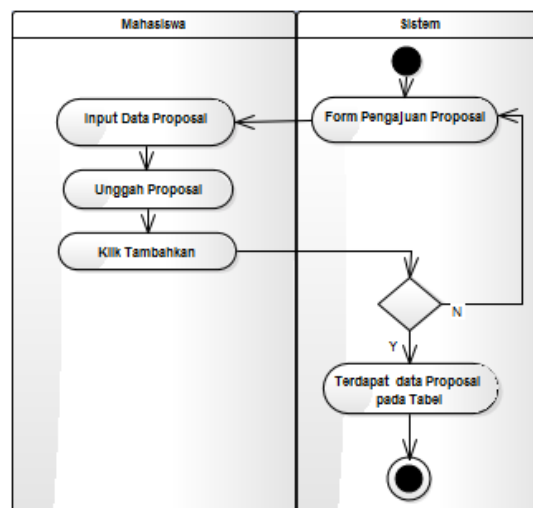 Mahasiswa
Sistem
Form Pengajuan Proposal
Input Data Proposal
Unggah Proposal
Klik Tambahkan
N
Y
Terdapat data Proposal
pada Tabel